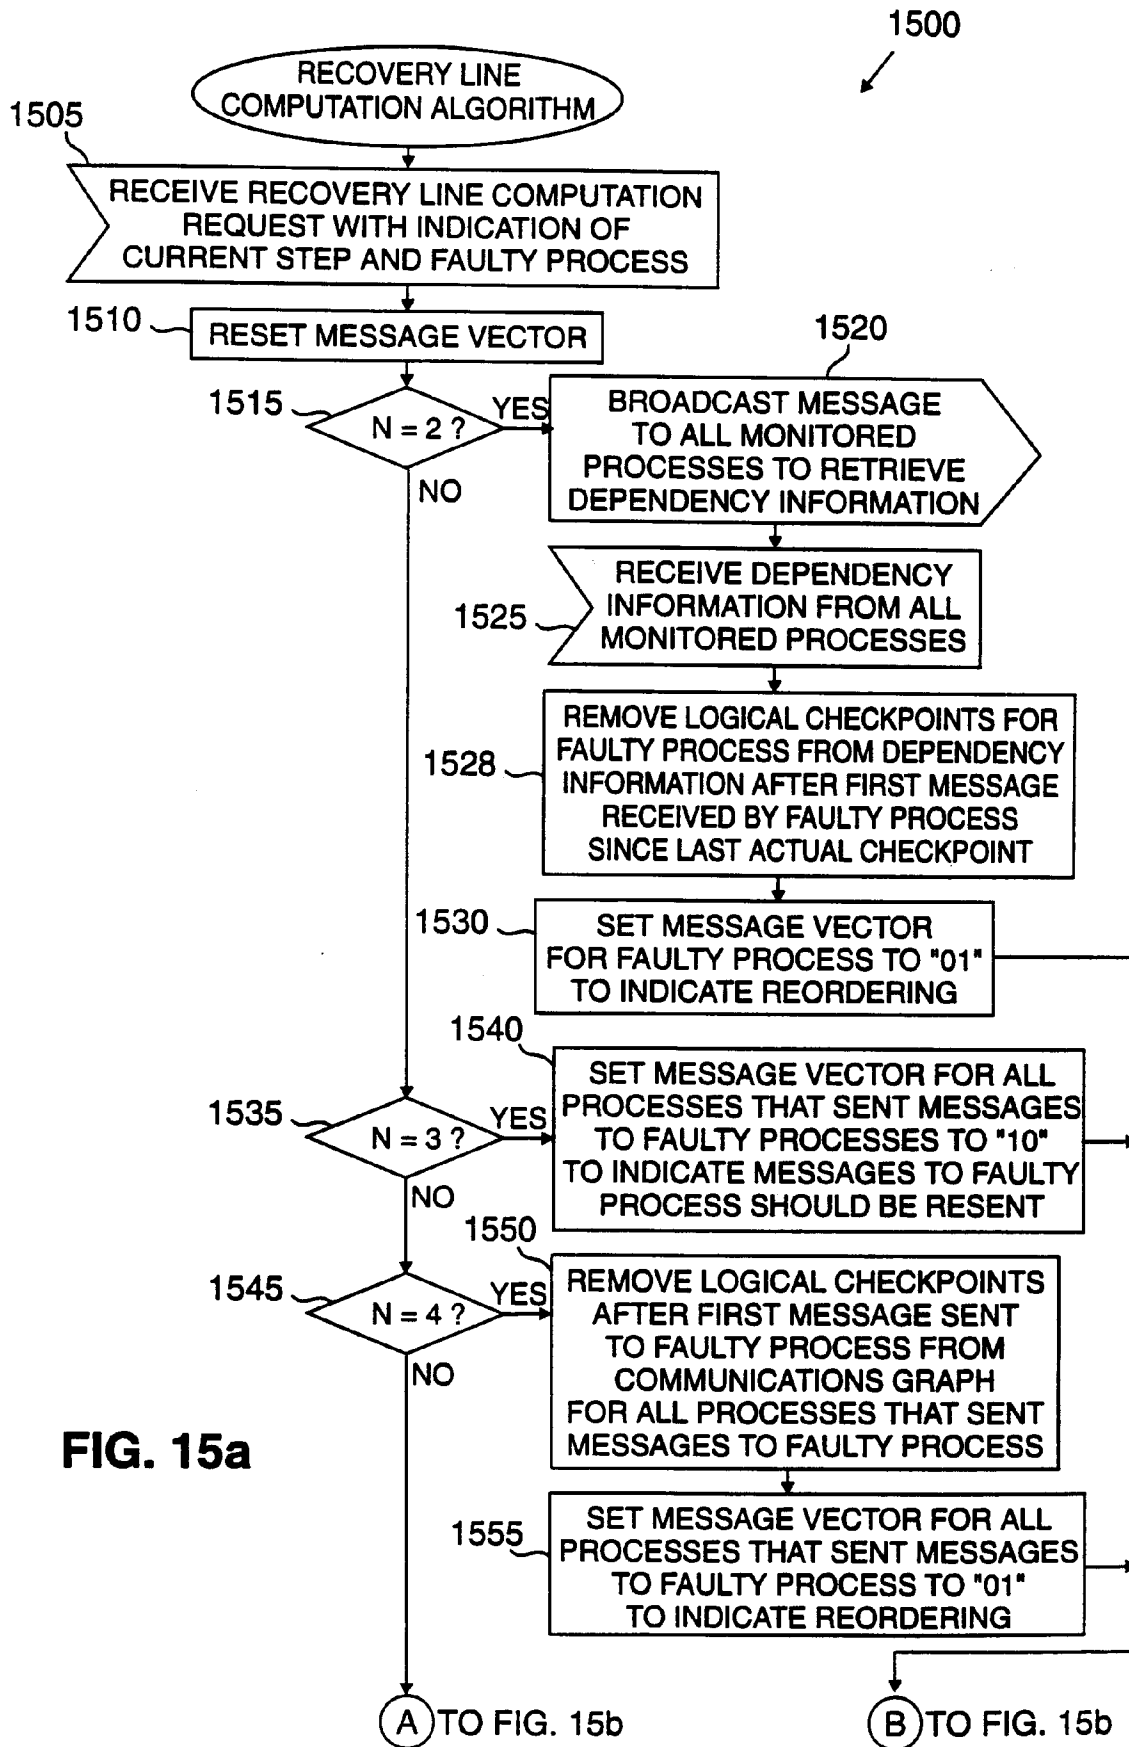 1500
RECOVERY LINE
COMPUTATION ALGORITHM
1505
RECEIVE RECOVERY LINE COMPUTATION
REQUEST WITH INDICATION OF
CURRENT STEP AND FAULTY PROCESS
1510
RESET MESSAGE VECTOR
1515
N = 2 ?
YES
NO
1520
BROADCAST MESSAGE
TO ALL MONITORED
PROCESSES TO RETRIEVE
DEPENDENCY INFORMATION
1525
RECEIVE DEPENDENCY
INFORMATION FROM ALL
MONITORED PROCESSES
1528
REMOVE LOGICAL CHECKPOINTS FOR
FAULTY PROCESS FROM DEPENDENCY
INFORMATION AFTER FIRST MESSAGE
RECEIVED BY FAULTY PROCESS
SINCE LAST ACTUAL CHECKPOINT
1530
SET MESSAGE VECTOR
FOR FAULTY PROCESS TO "01"
TO INDICATE REORDERING
1535
N = 3 ?
YES
NO
1540
SET MESSAGE VECTOR FOR ALL
PROCESSES THAT SENT MESSAGES
TO FAULTY PROCESSES TO "10"
TO INDICATE MESSAGES TO FAULTY
PROCESS SHOULD BE RESENT
1545
N = 4 ?
YES
NO
1550
REMOVE LOGICAL CHECKPOINTS
AFTER FIRST MESSAGE SENT
TO FAULTY PROCESS FROM
COMMUNICATIONS GRAPH
FOR ALL PROCESSES THAT SENT
MESSAGES TO FAULTY PROCESS
1555
SET MESSAGE VECTOR FOR ALL
PROCESSES THAT SENT MESSAGES
TO FAULTY PROCESS TO "01"
TO INDICATE REORDERING
FIG. 15a
A TO FIG. 15b
B TO FIG. 15b